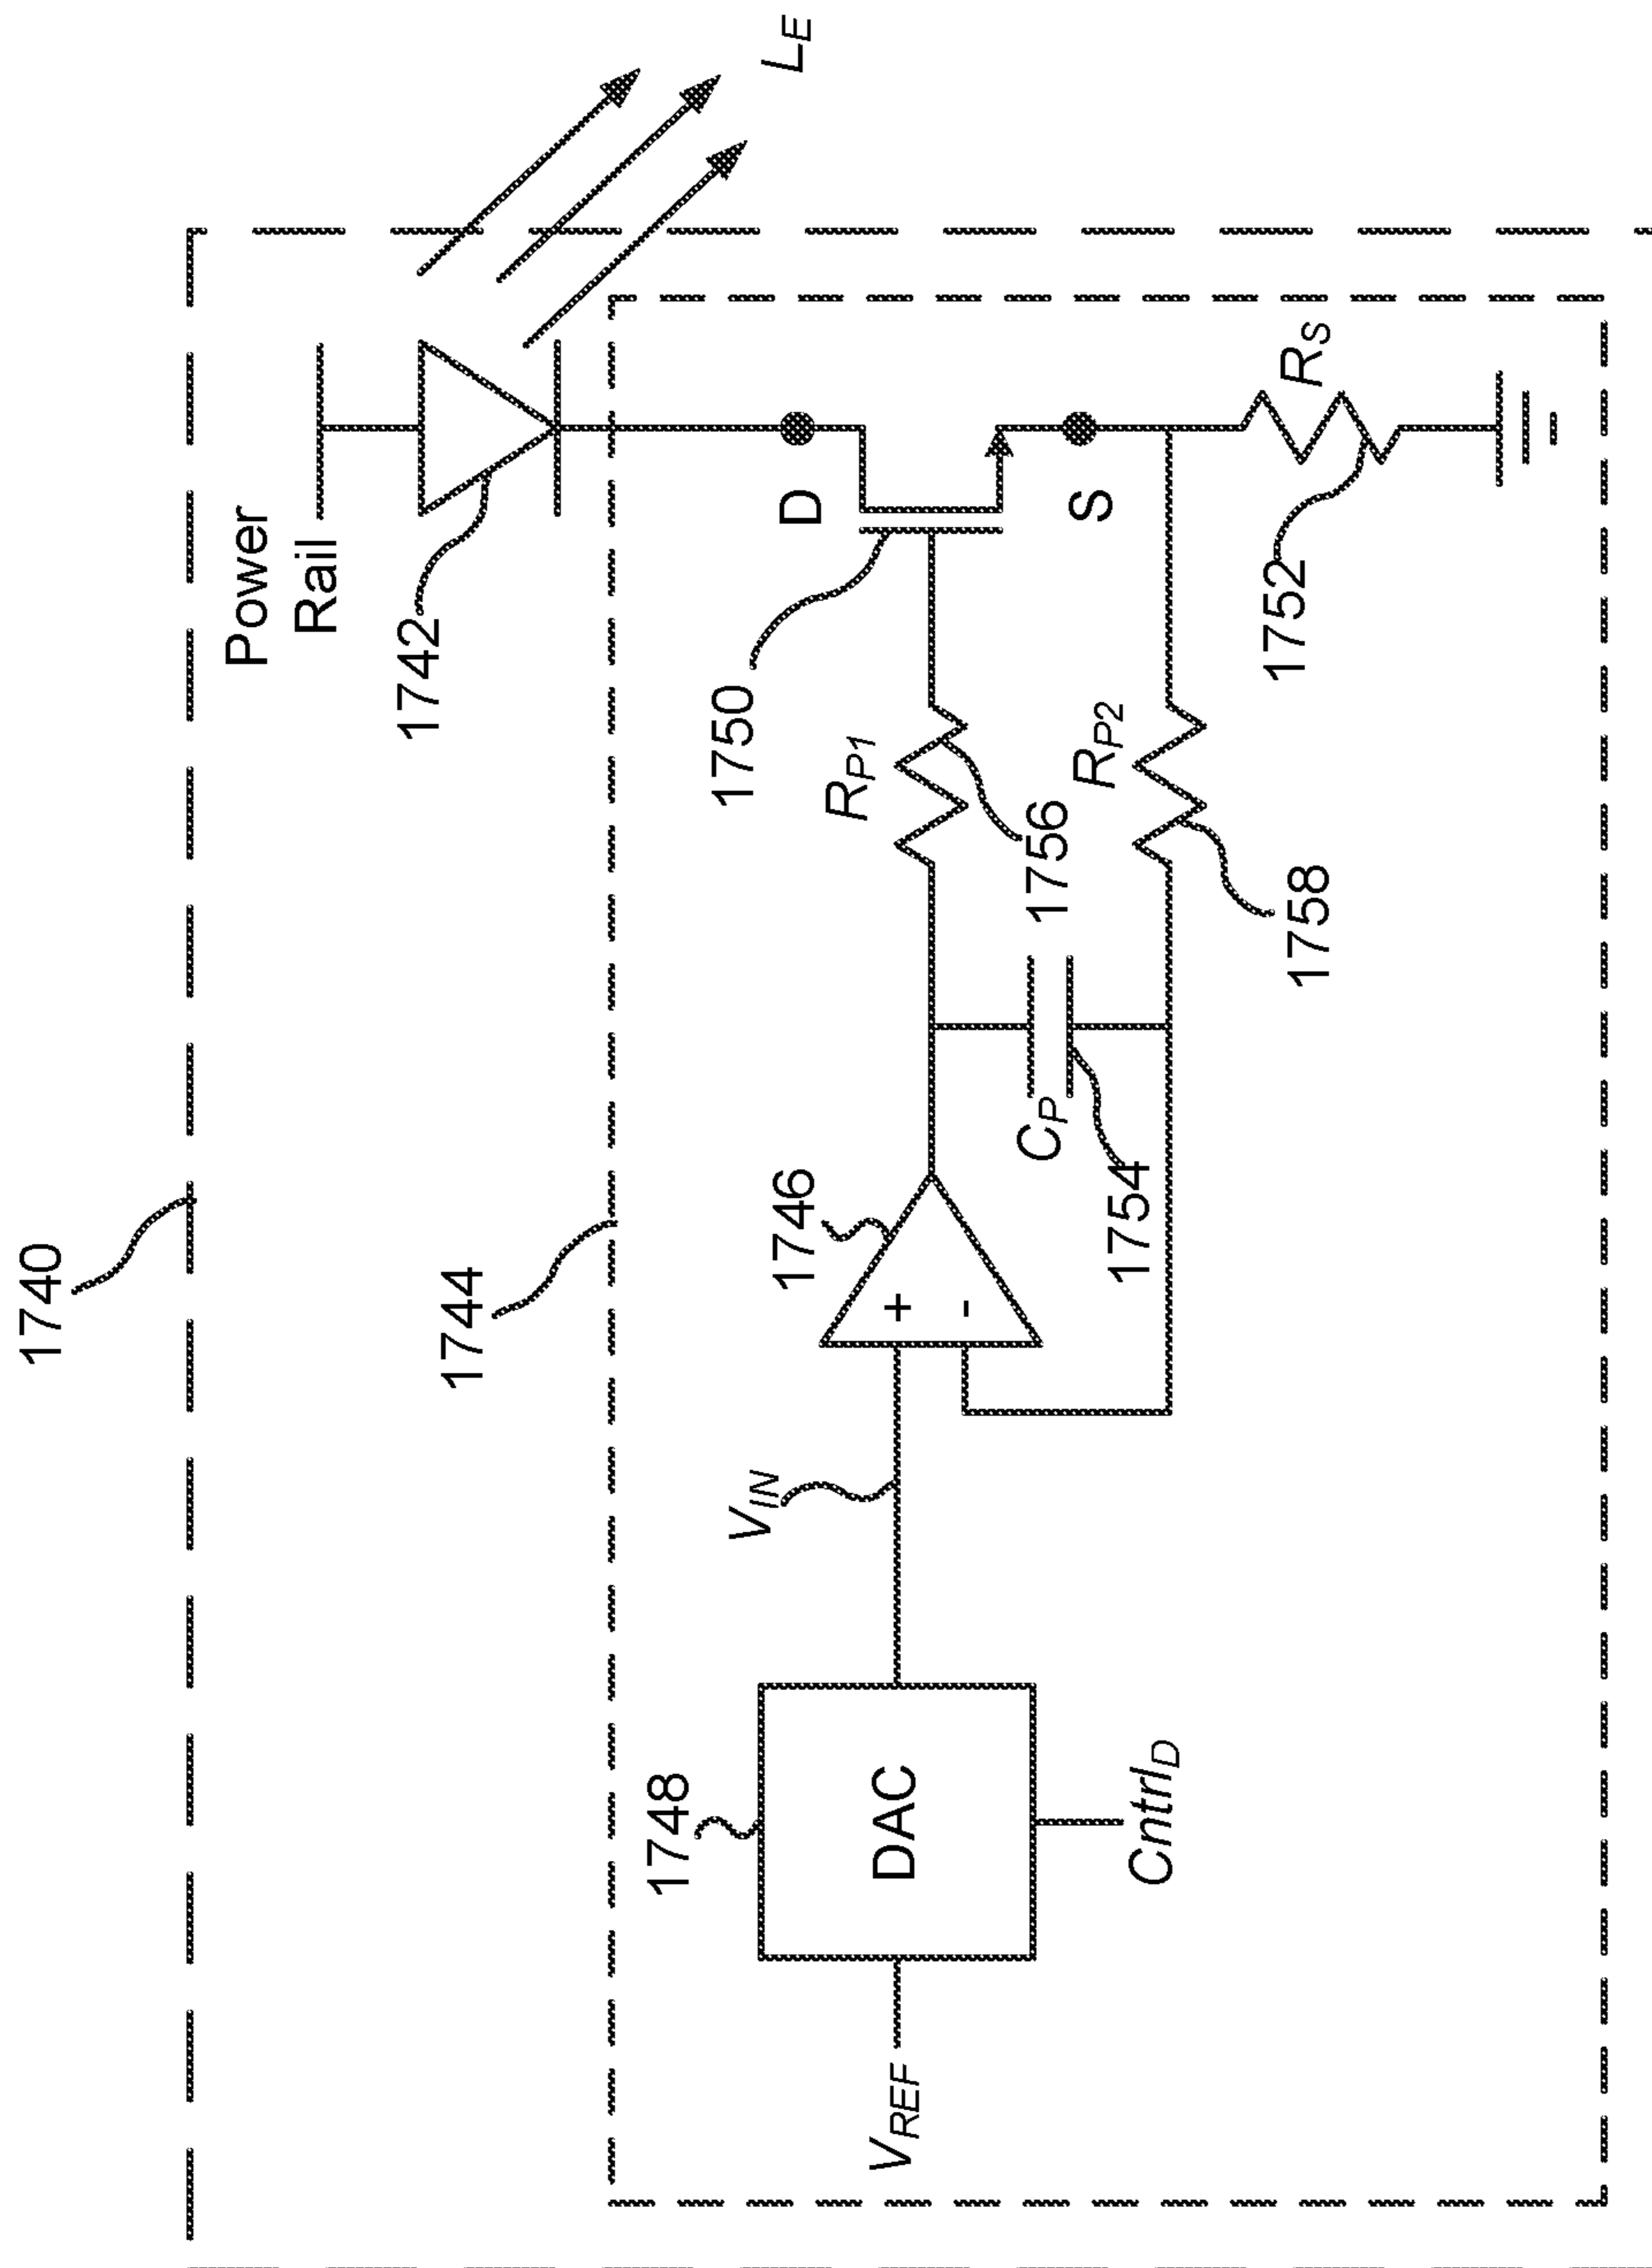 1740
Power
Rail
1742
L_E
1744
1750
D
S
R_S
1752
R_P1
1756
R_P2
1758
C_P
1754
1746
+
-
V_IN
1748
DAC
V_REF
Cntrl_D